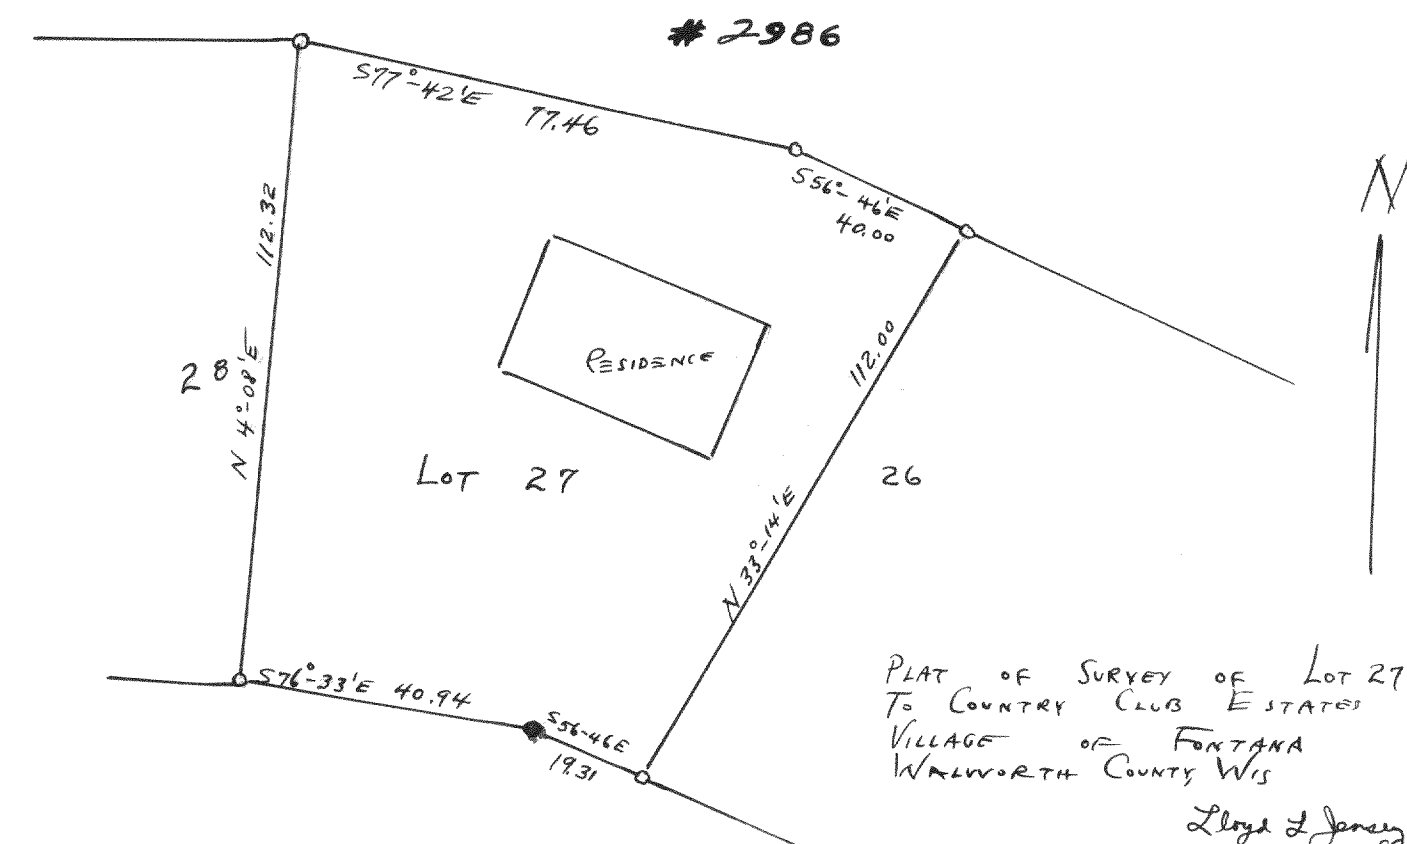 # 2986
S77°-42'E 77.46
S56°-46'E
40.00
N
112.32
N 4°-08'E
28
RESIDENCE
112.00
N 33°-14'E
LOT 27
26
S76°-33'E 40.94
S56-46E
19.31
PLAT OF SURVEY OF LOT 27
TO COUNTRY CLUB ESTATES
VILLAGE OF FONTANA
WALWORTH COUNTY, WIS
Lloyd L Jensen